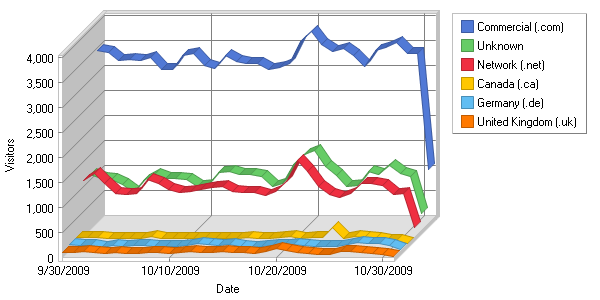 4,000
3,500
3,000
2,500
2,000
1,500
1,000
500
0
Visitors
9/30/2009
10/10/2009
10/20/2009
10/30/2009
Date
Commercial (.com)
Unknown
Network (.net)
Canada (.ca)
Germany (.de)
United Kingdom (.uk)